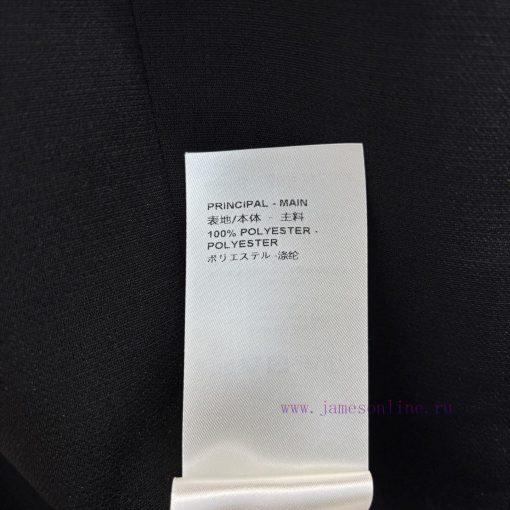 PRINCIPAL - MAIN
表地/本体 - 主料
100% POLYESTER -
POLYESTER
ポリエステル -涤纶
www.jamesonline.ru